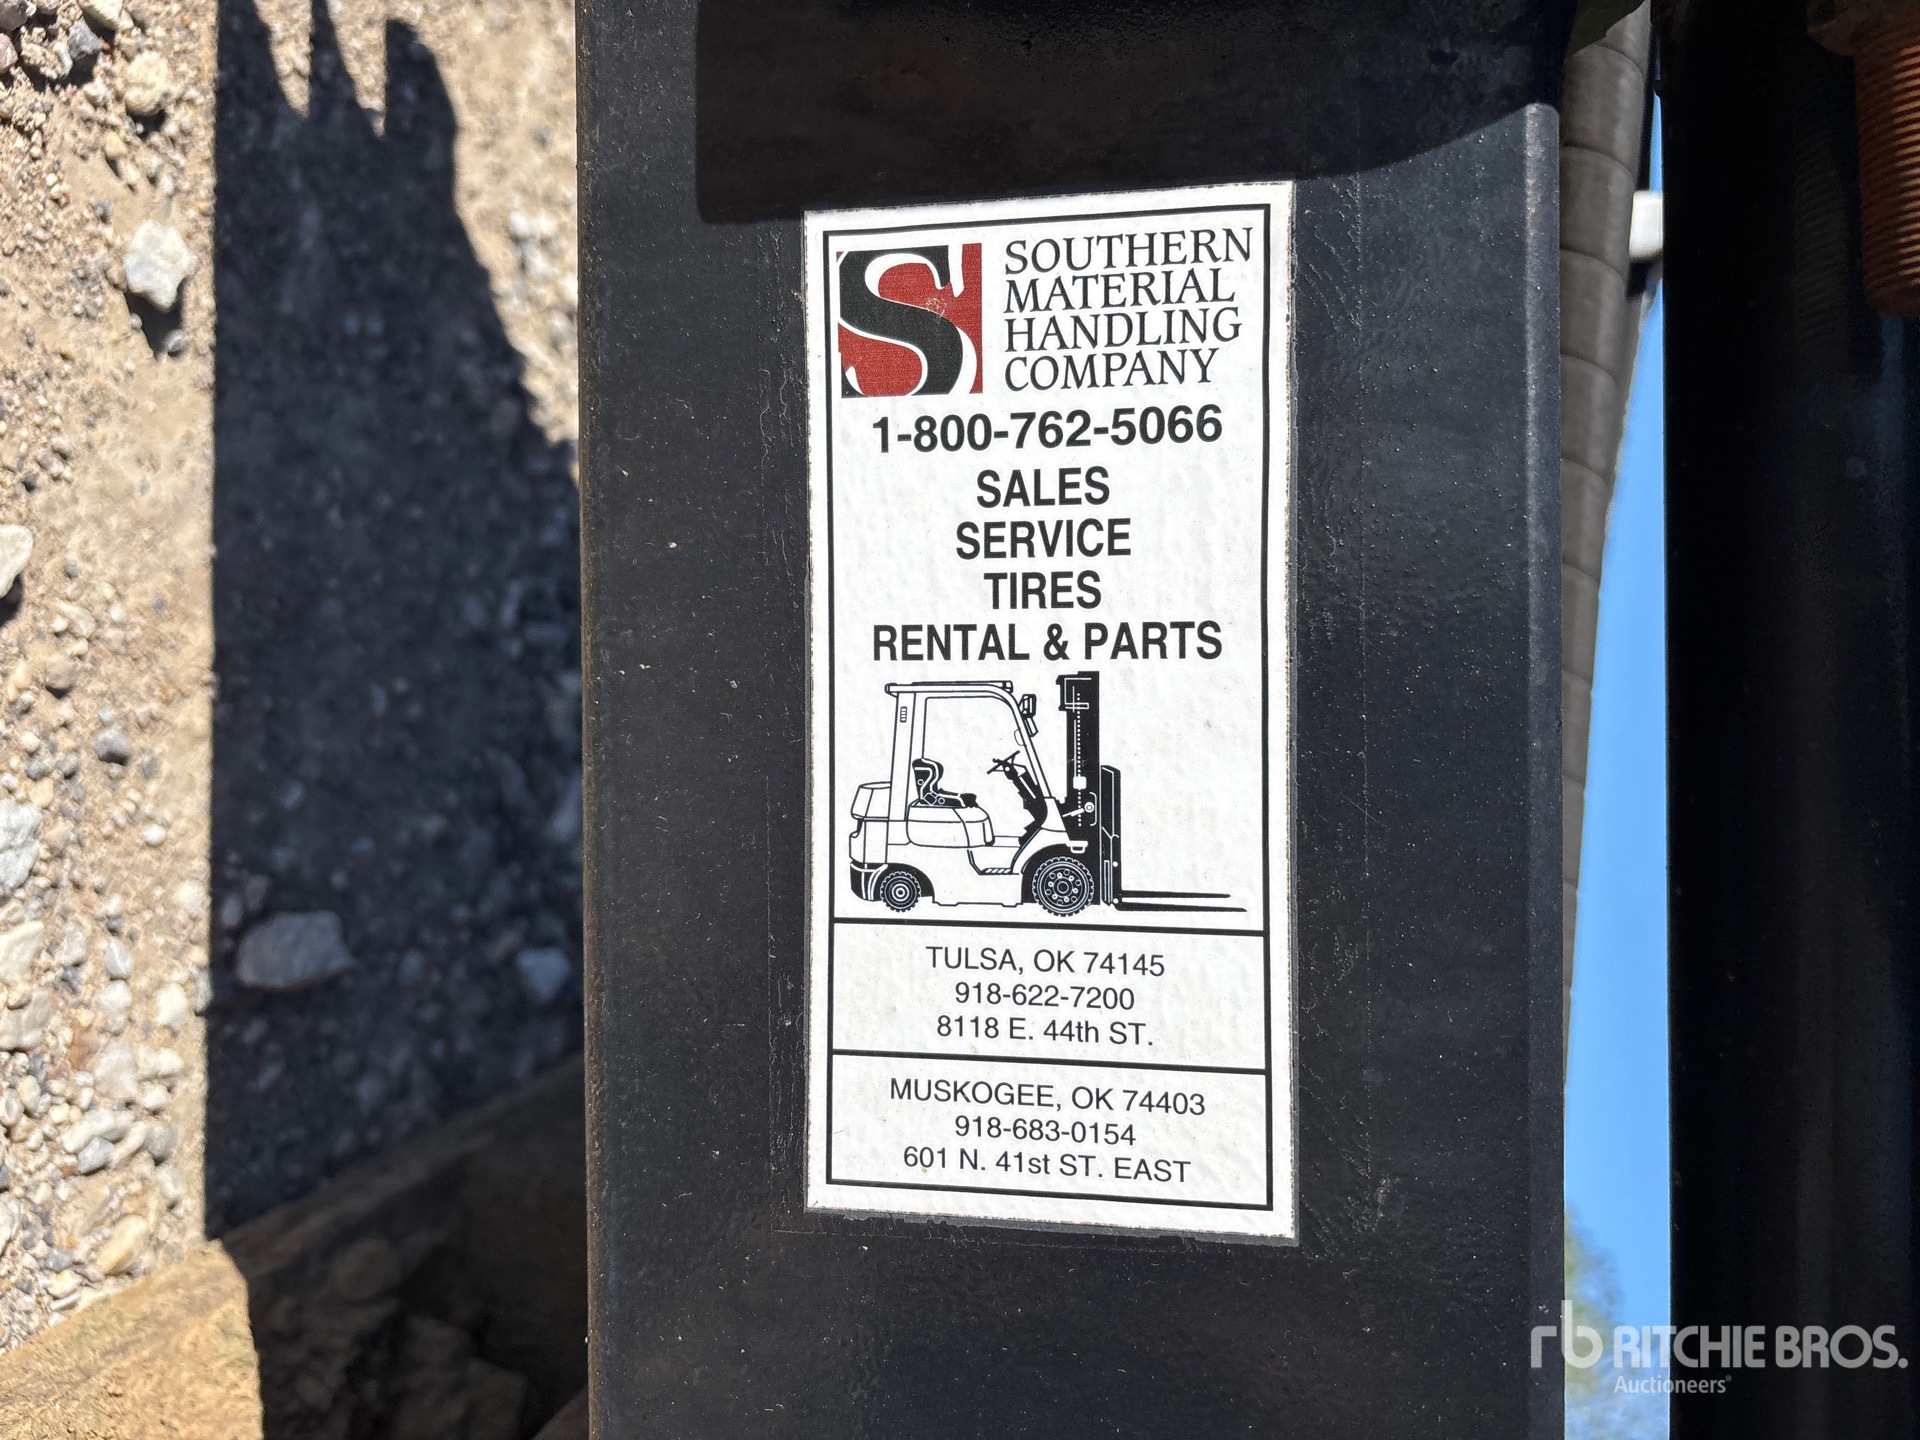 S
SOUTHERN
MATERIAL
HANDLING
COMPANY
1-800-762-5066
SALES
SERVICE
TIRES
RENTAL & PARTS
TULSA, OK 74145
918-622-7200
8118 E. 44th ST.
MUSKOGEE, OK 74403
918-683-0154
601 N. 41st ST. EAST
rb RITCHIE BROS.
Auctioneers®